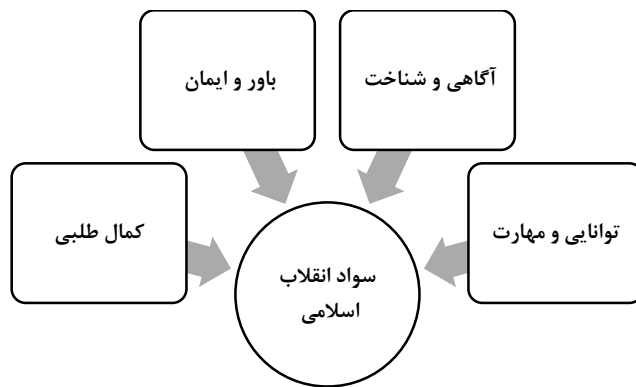 آگاهی و شناخت
باور و ایمان
توانایی و مهارت
کمال طلبی
سواد انقلاب
اسلامی